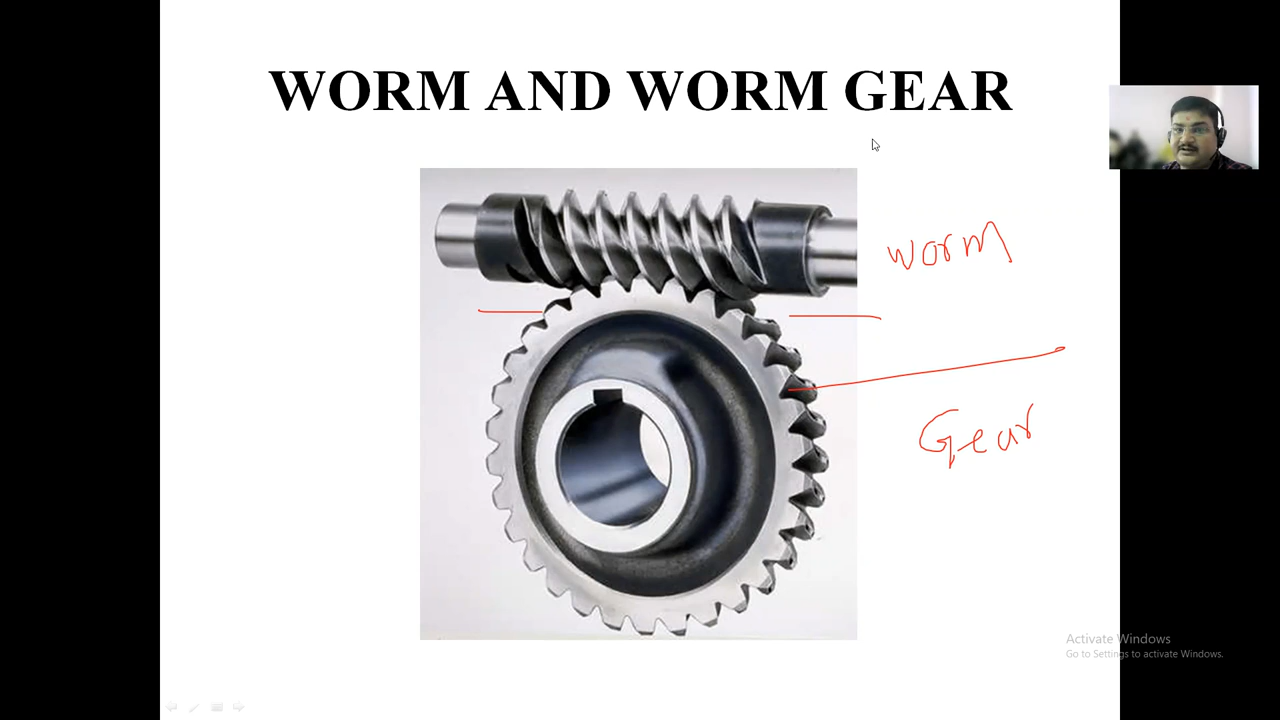 WORM AND WORM GEAR
worm
Gear
Activate Windows
Go to Settings to activate Windows.